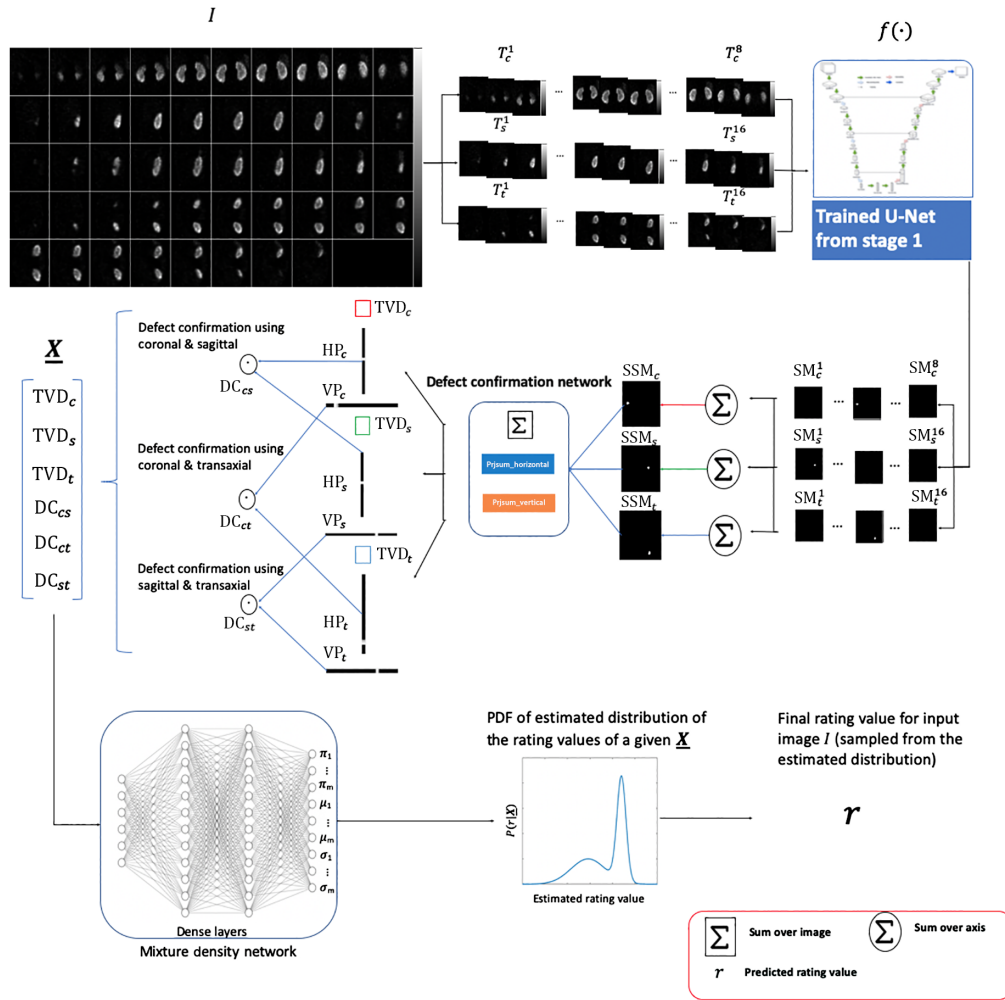 I
T_c^1
T_c^8
f(·)
T_s^1
T_s^16
T_t^1
T_t^16
Trained U-Net
from stage 1
X
TVD_c
TVD_s
TVD_t
DC_cs
DC_ct
DC_st
Defect confirmation using
coronal & sagittal
DC_cs
Defect confirmation using
coronal & transaxial
DC_ct
Defect confirmation using
sagittal & transaxial
DC_st
TVD_c
HP_c
VP_c
TVD_s
HP_s
VP_s
TVD_t
HP_t
VP_t
Defect confirmation network
Σ
Prjsum_horizontal
Prjsum_vertical
SSM_c
SSM_s
SSM_t
Σ
Σ
Σ
SM_c^1
...
SM_c^8
SM_s^1
...
SM_s^16
SM_t^1
...
SM_t^16
π_1
⋮
π_m
μ_1
⋮
μ_m
σ_1
⋮
σ_m
Dense layers
Mixture density network
PDF of estimated distribution of
the rating values of a given X
P(r|X)
Estimated rating value
Final rating value for input
image I (sampled from the
estimated distribution)
r
Σ Sum over image
Σ Sum over axis
r Predicted rating value